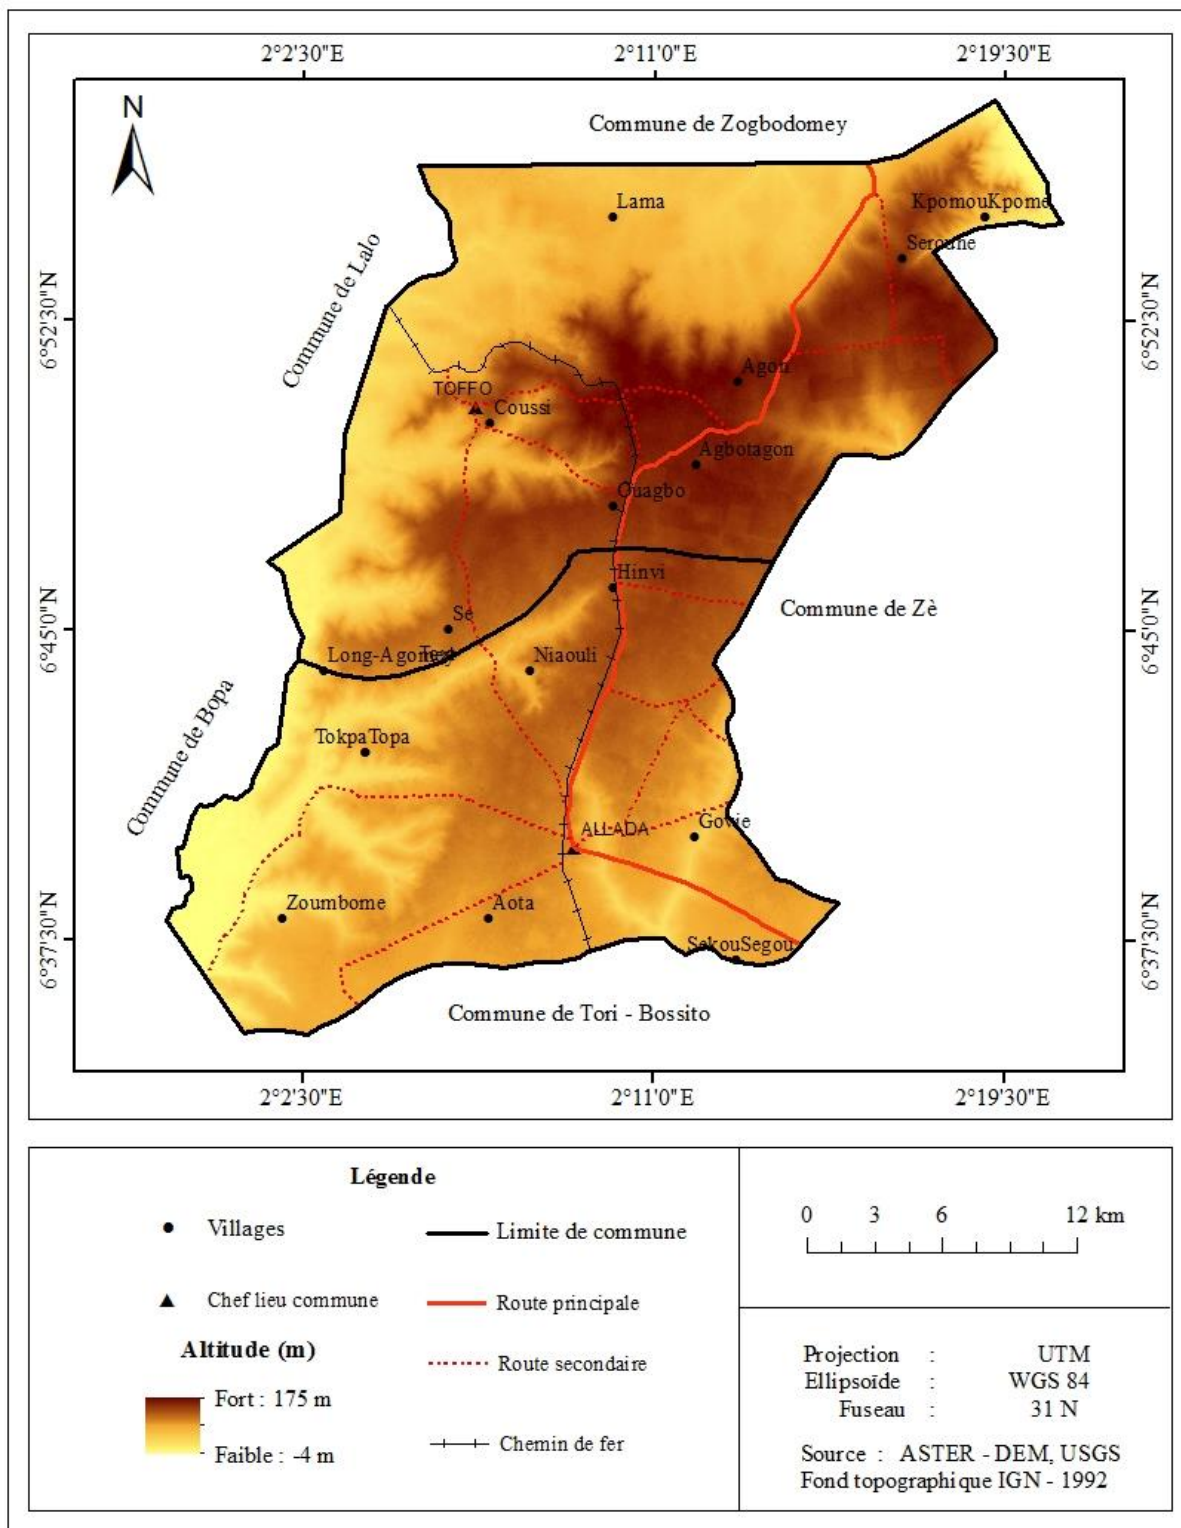 2°2'30"E 2°11'0"E 2°19'30"E
N
Commune de Zogbodomey
Lama
KpomouKpome
Seroune
Commune de Lalo
6°52'30"N
6°52'30"N
Agon
TOFFO
Coussi
Agbotagon
Ouagbo
Hinvi
Commune de Zè
Se
6°45'0"N
6°45'0"N
Long-Agomey
Niaouli
Commune de Bopa
TokpaTopa
ALLADA
Govie
Zoumbome
Aota
6°37'30"N
6°37'30"N
SekouSegou
Commune de Tori - Bossito
2°2'30"E 2°11'0"E 2°19'30"E
Légende
Villages
Limite de commune
Chef lieu commune
Route principale
Altitude (m)
Route secondaire
Fort : 175 m
Faible : -4 m
Chemin de fer
0 3 6 12 km
Projection : UTM
Ellipsoïde : WGS 84
Fuseau : 31 N
Source : ASTER - DEM, USGS
Fond topographique IGN - 1992